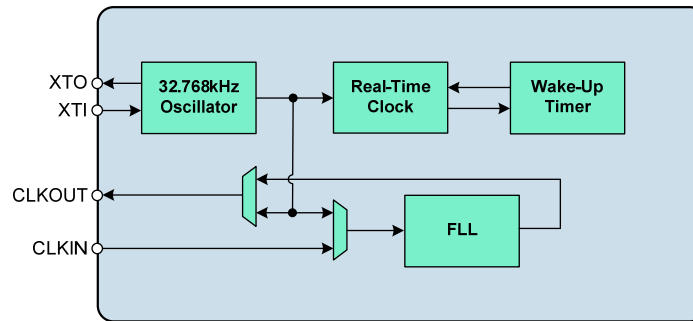 XTO
XTI
32.768kHz
Oscillator
Real-Time
Clock
Wake-Up
Timer
CLKOUT
CLKIN
FLL